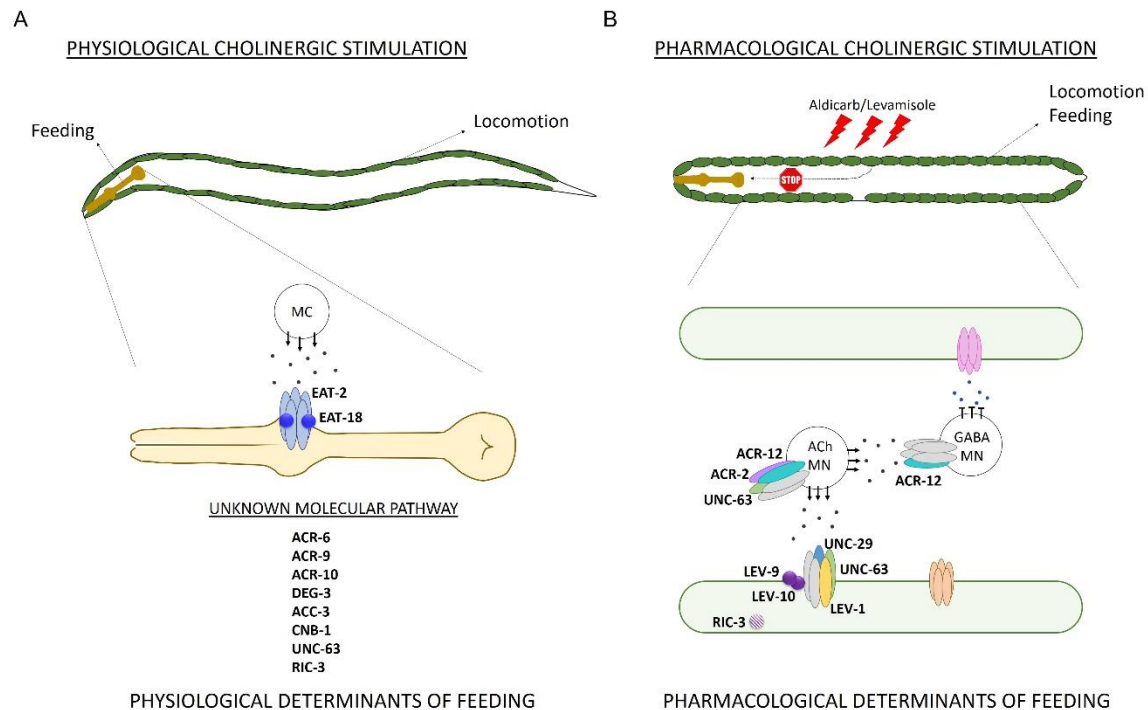 A
PHYSIOLOGICAL CHOLINERGIC STIMULATION
Feeding
Locomotion
MC
EAT-2
EAT-18
UNKNOWN MOLECULAR PATHWAY
ACR-6
ACR-9
ACR-10
DEG-3
ACC-3
CNB-1
UNC-63
RIC-3
PHYSIOLOGICAL DETERMINANTS OF FEEDING
B
PHARMACOLOGICAL CHOLINERGIC STIMULATION
Aldicarb/Levamisole
Locomotion
Feeding
STOP
ACR-12
ACR-2
UNC-63
ACh
MN
GABA
MN
ACR-12
UNC-29
UNC-63
LEV-9
LEV-10
LEV-1
RIC-3
PHARMACOLOGICAL DETERMINANTS OF FEEDING